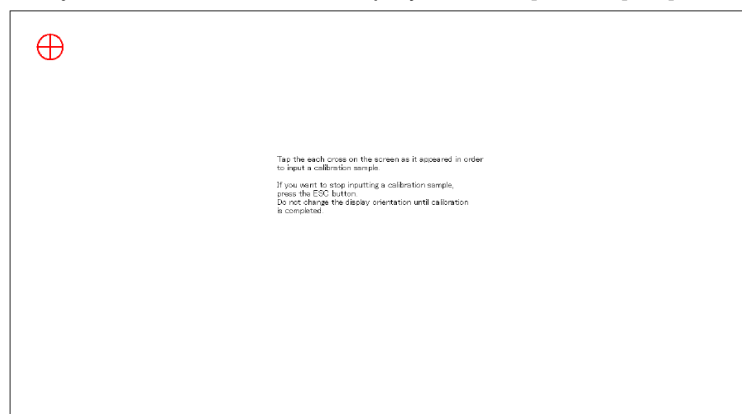 Tap the each cross on the screen as it appeared in order
to input a calibration sample.
If you want to stop inputting a calibration sample,
press the ESC button.
Do not change the display orientation until calibration
is completed.